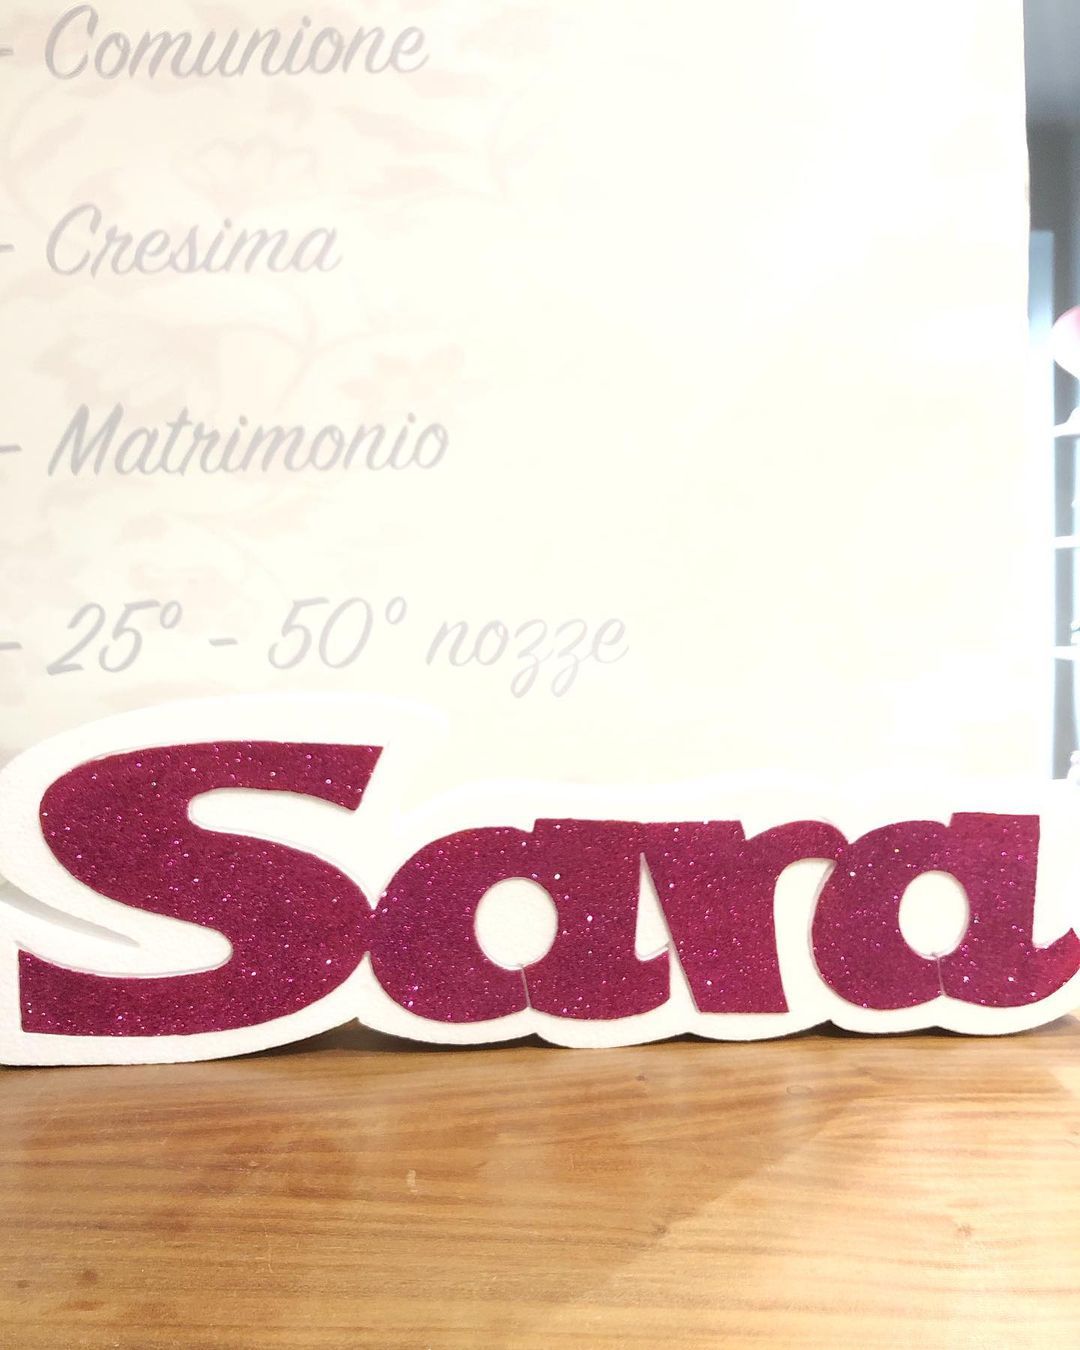 - Comunione
- Cresima
- Matrimonio
- 25° - 50° nozze
Sara